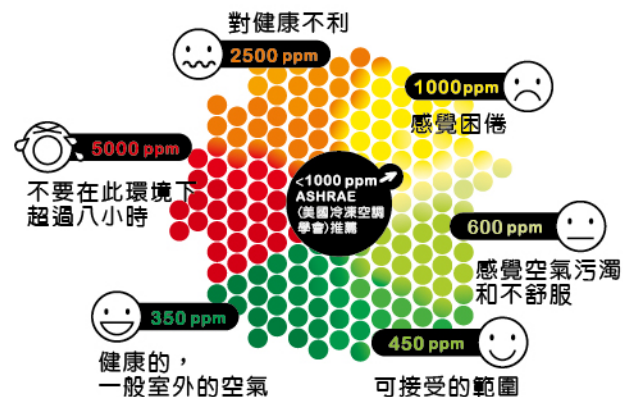 對健康不利
2500 ppm
1000ppm
感覺困倦
5000 ppm
不要在此環境下
超過八小時
<1000 ppm
ASHRAE
(美國冷凍空調
學會)推薦
600 ppm
感覺空氣污濁
和不舒服
350 ppm
健康的，
一般室外的空氣
450 ppm
可接受的範圍